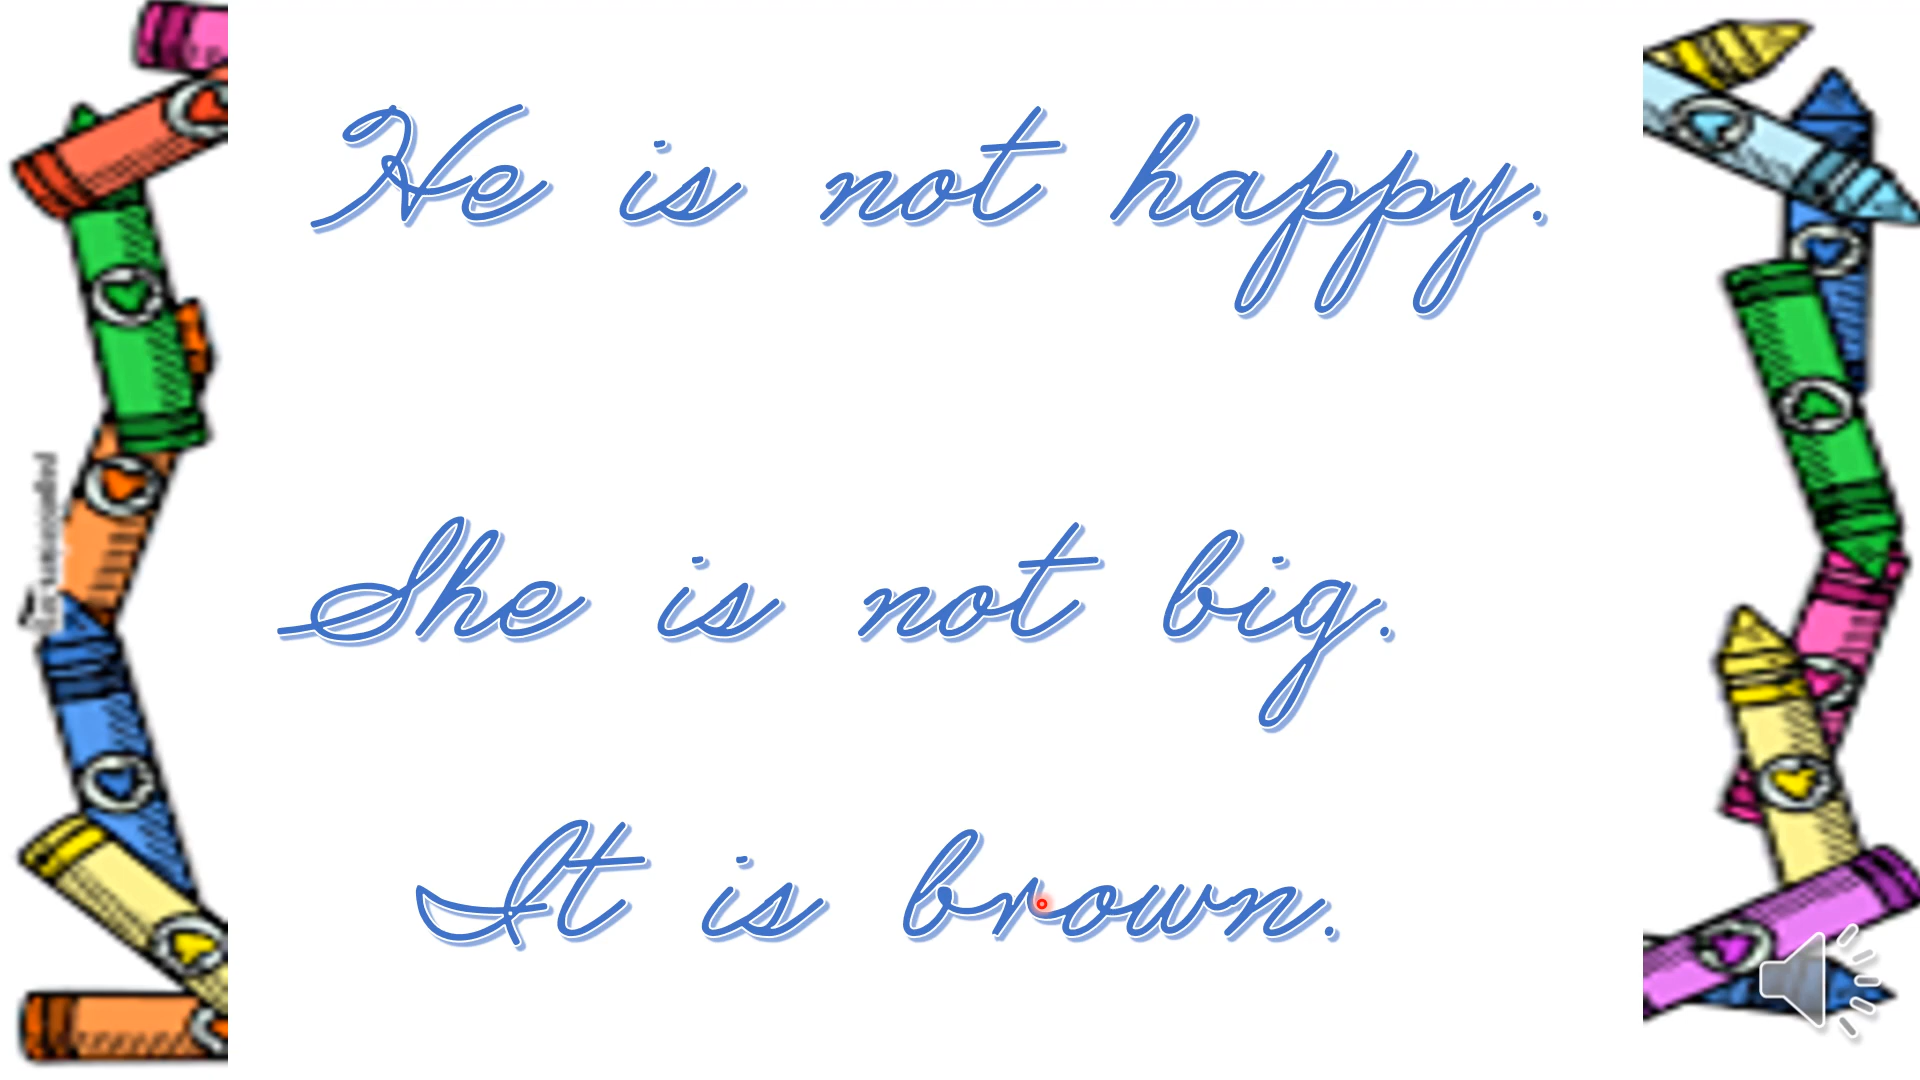 He is not happy.
She is not big.
It is brown.